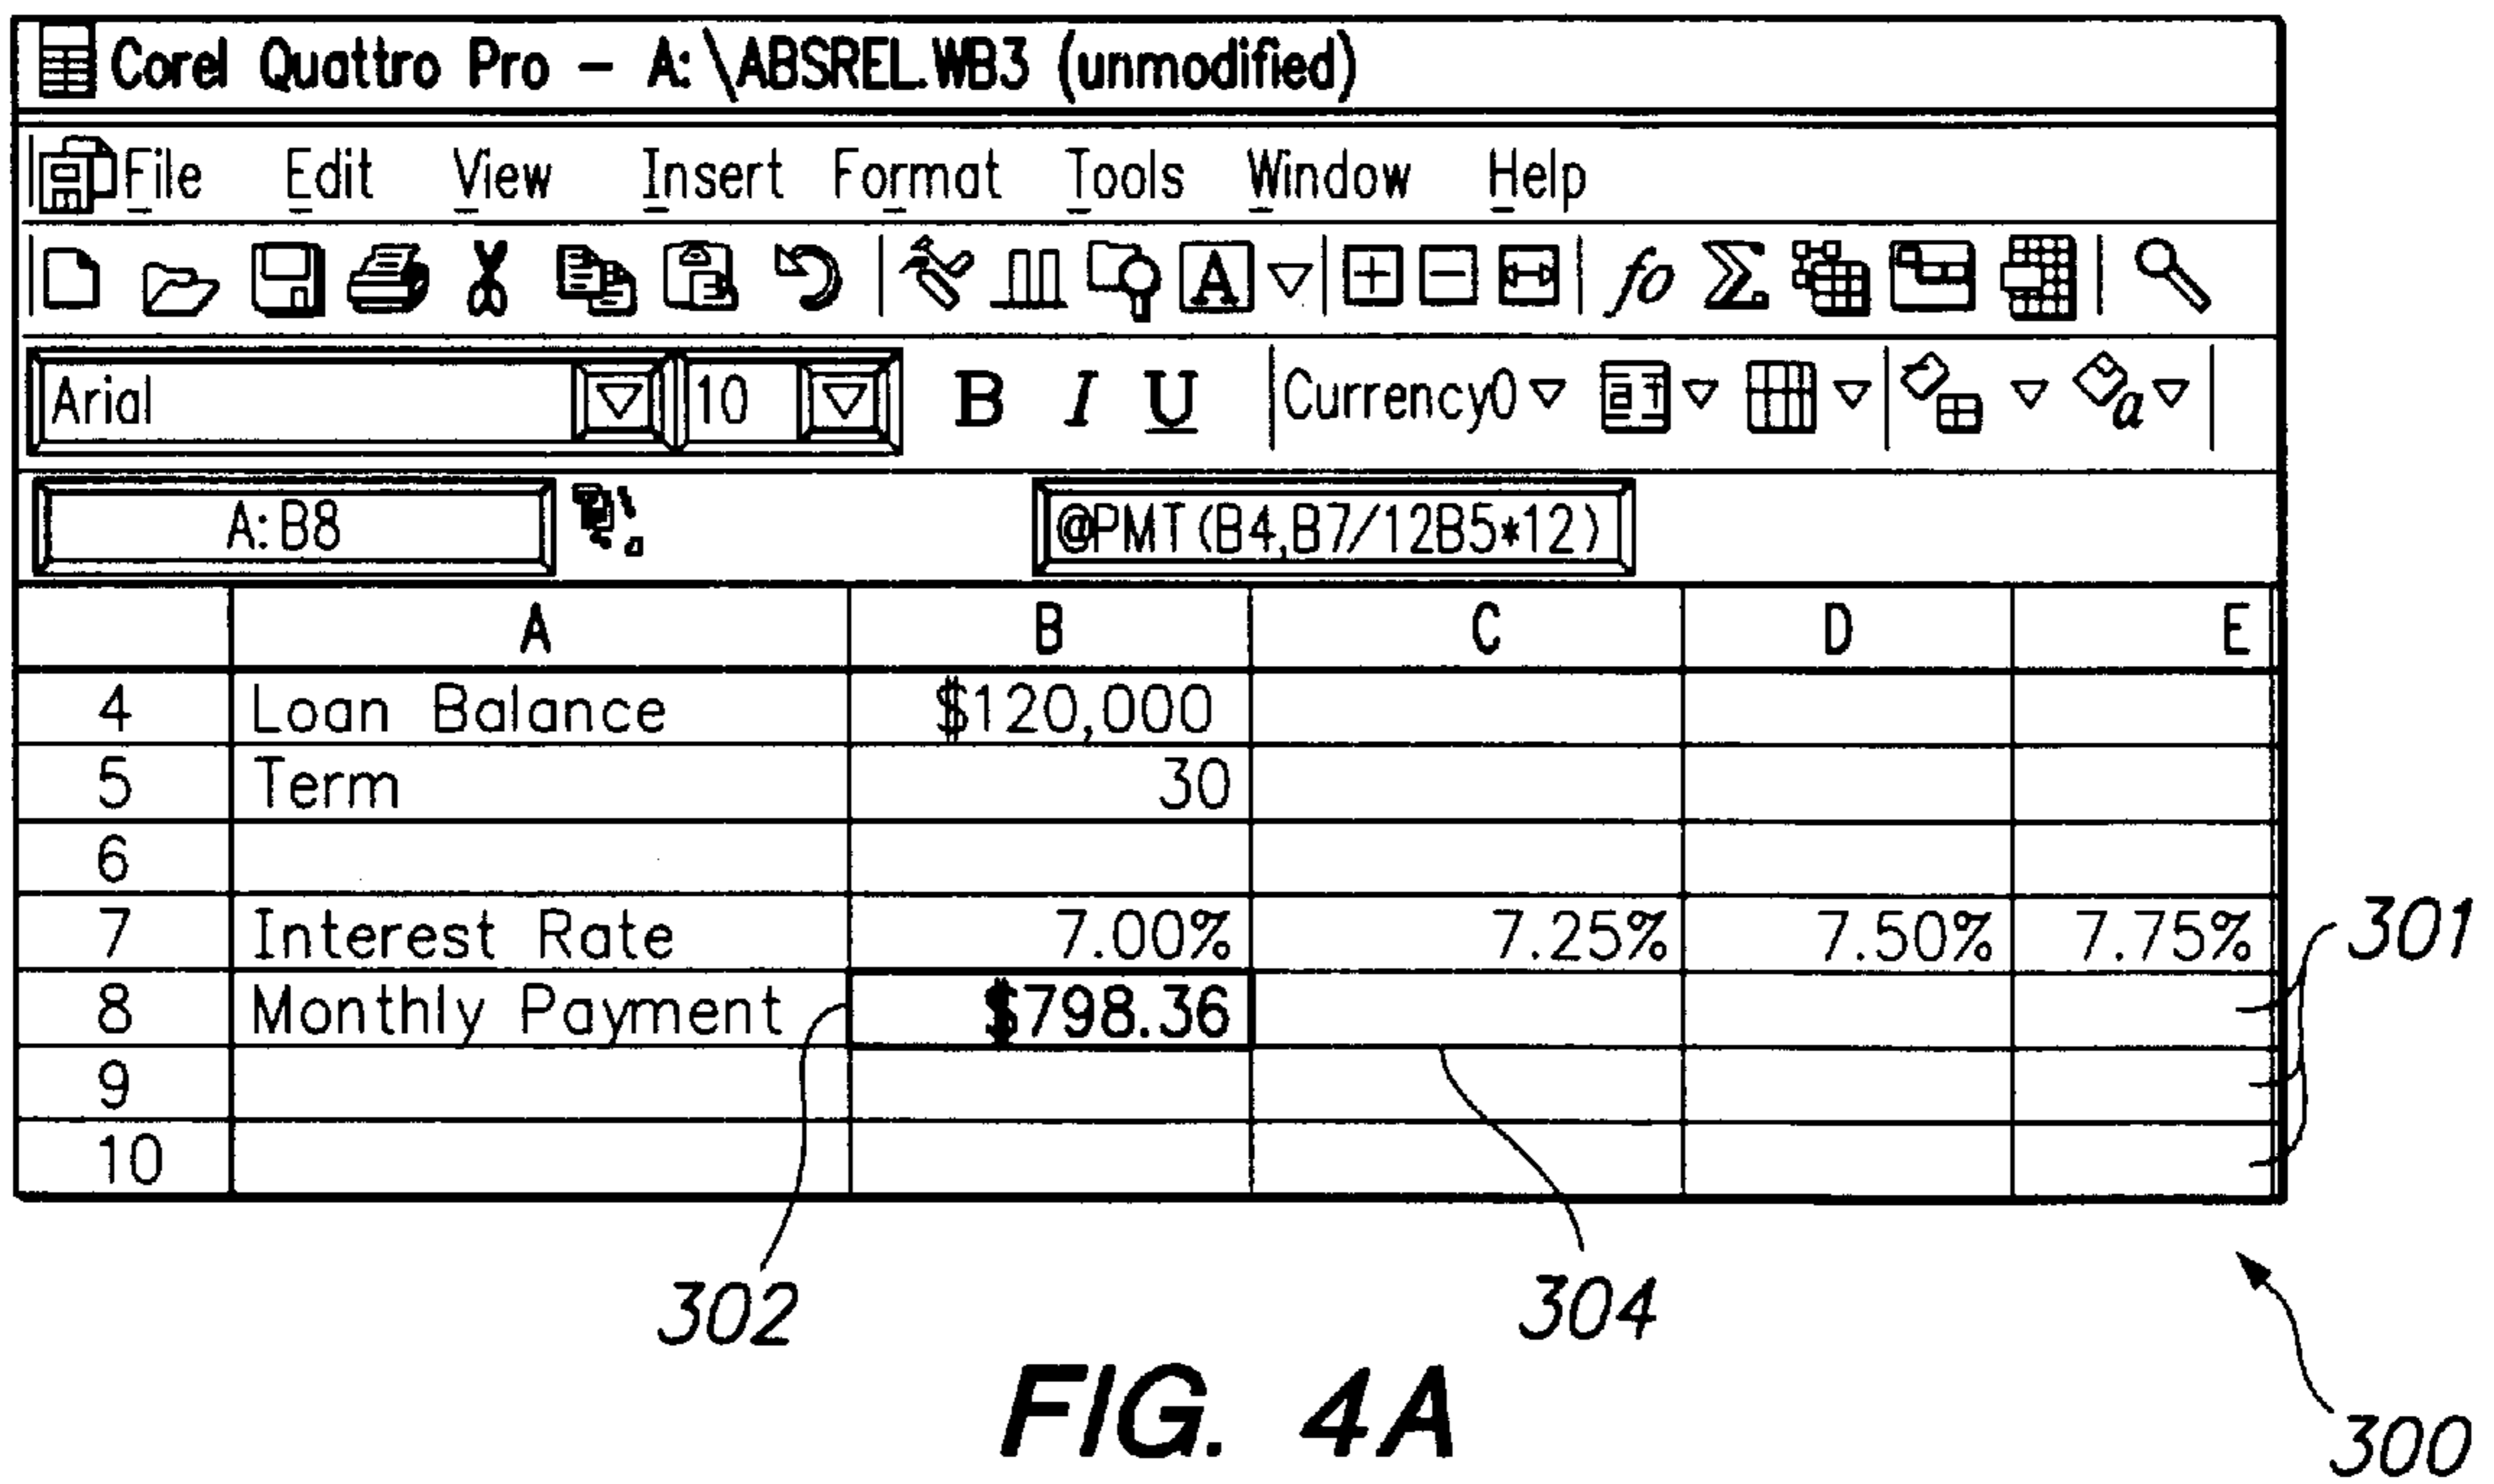 Corel Quattro Pro – A:\ABSREL.WB3 (unmodified)
File Edit View Insert Format Tools Window Help
A fo Σ
Arial 10 B I U Currency0 a
A:B8 @PMT(B4,B7/12B5*12)
A B C D E
4 Loan Balance $120,000
5 Term 30
6
7 Interest Rate 7.00% 7.25% 7.50% 7.75%
301
8 Monthly Payment $798.36
9
10
302 304
FIG. 4A
300